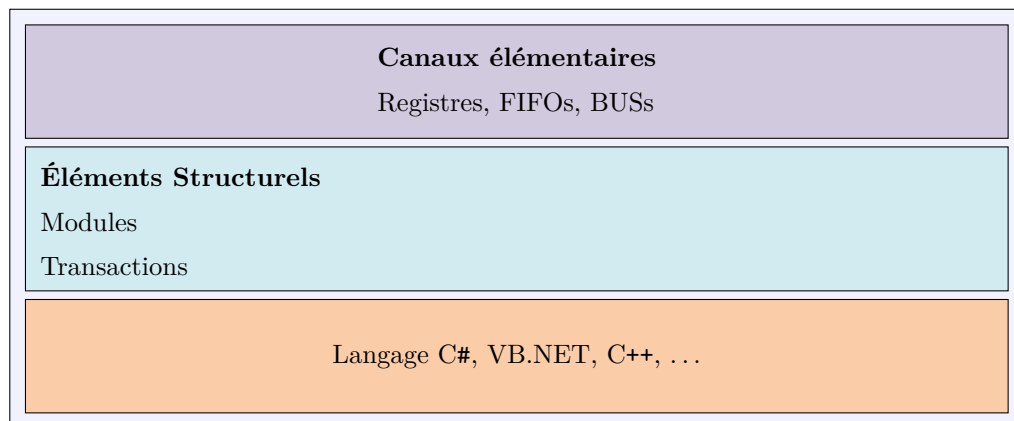 Canaux élémentaires
Registres, FIFOs, BUSs
Éléments Structurels
Modules
Transactions
Langage C#, VB.NET, C++, ...